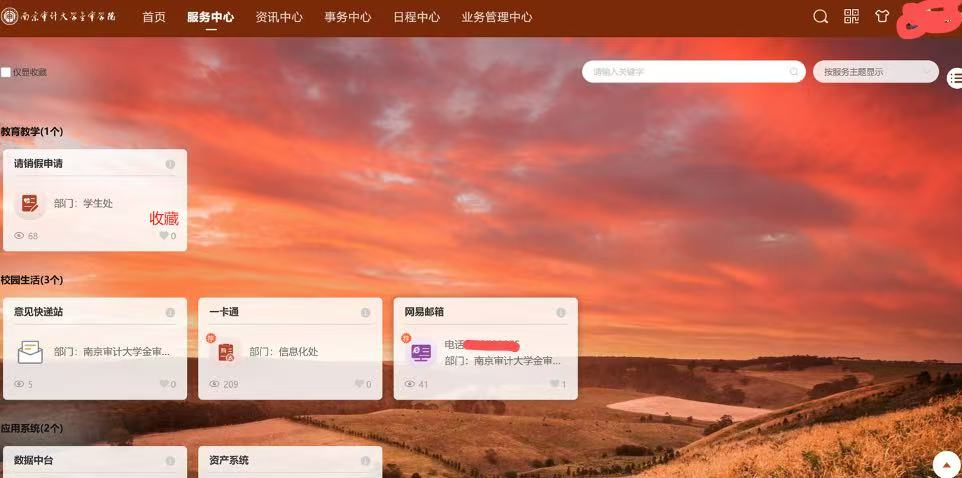 南京审计大学金审学院 首页 服务中心 资讯中心 事务中心 日程中心 业务管理中心
仅显收藏 请输入关键字 按服务主题显示
教育教学(1个)
请销假申请
部门：学生处
收藏
68 0
校园生活(3个)
意见快递站 一卡通 网易邮箱
荐 荐
电话
部门：南京审计大学金审... 部门：信息化处 部门：南京审计大学金审...
5 0 209 0 41 1
应用系统(2个)
数据中台 资产系统